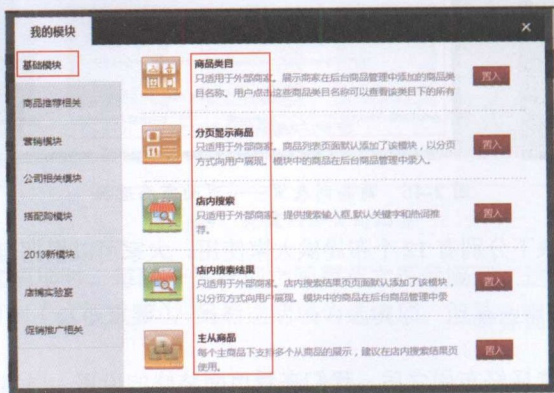 我的模块
×
基础模块
商品推荐相关
营销模块
公司相关模块
搭配购模块
2013新模块
店铺实验室
促销推广相关
商品类目
只适用于外部商家。展示商家在后台商品管理中添加的商品类
目名称。用户点击这些商品类目名称可以查看该类目下的所有
置入
分页显示商品
只适用于外部商家。商品列表页面默认添加了该模块，以分页
方式向用户展现。模块中的商品在后台商品管理中录入。
置入
店内搜索
只适用于外部商家。提供搜索输入框,默认关键字和热词推
荐。
置入
店内搜索结果
只适用于外部商家。店内搜索结果页页面默认添加了该模块，
以分页方式向用户展现。模块中的商品在后台商品管理中录
置入
主从商品
每个主商品下支持多个从商品的展示，建议在店内搜索结果页
使用。
置入